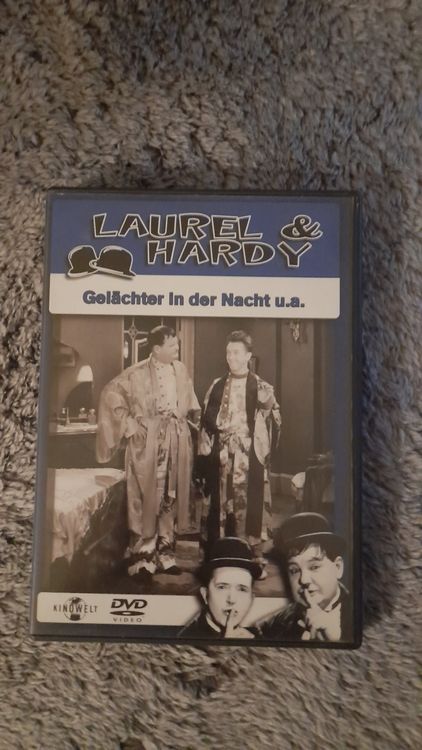 LAUREL &
HARDY
Gelächter in der Nacht u.a.
KINOWELT
DVD
VIDEO